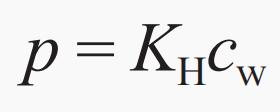 p = K_H c_w